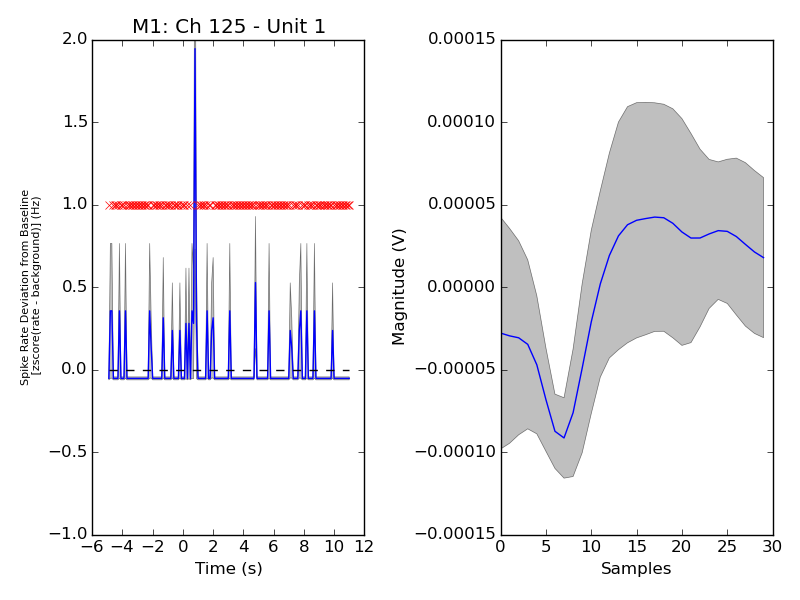 M1: Ch 125 - Unit 1
Spike Rate Deviation from Baseline
[zscore(rate - background)] (Hz)
2.0
1.5
1.0
0.5
0.0
−0.5
−1.0
−6 −4 −2 0 2 4 6 8 10 12
Time (s)
Magnitude (V)
0.00015
0.00010
0.00005
0.00000
−0.00005
−0.00010
−0.00015
0 5 10 15 20 25 30
Samples